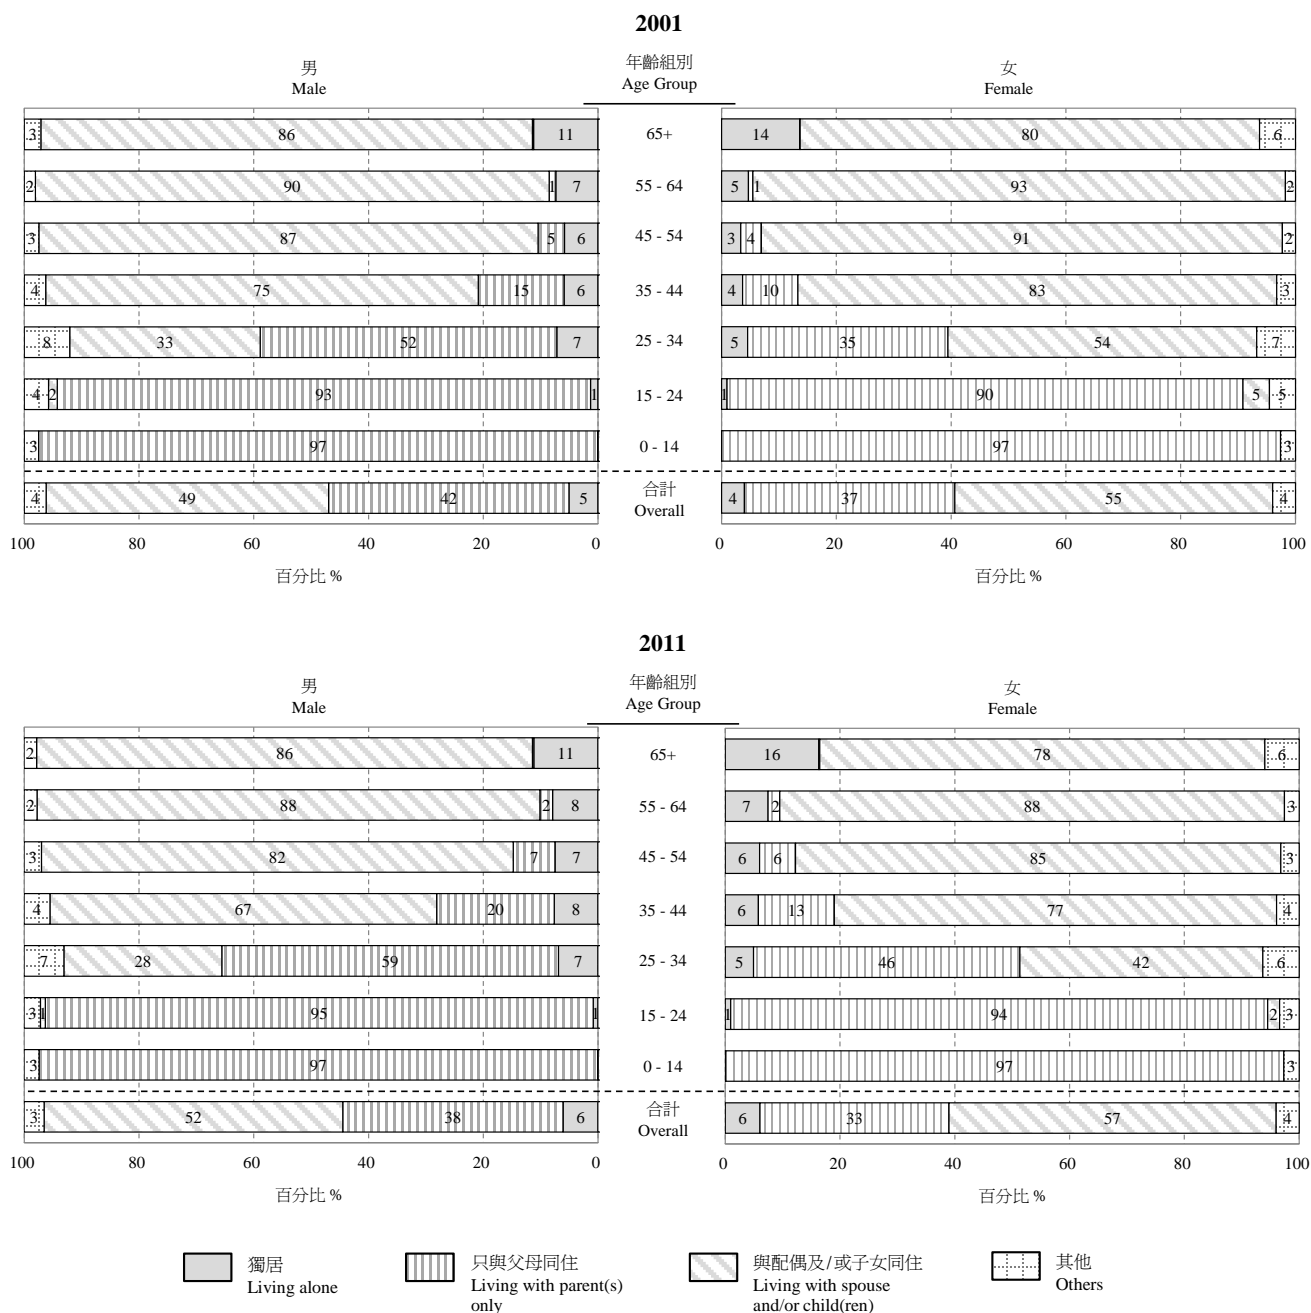 2001
男
Male
年齡組別
Age Group
女
Female
3 86 11 65+ 14 80 6
2 90 1 7 55 - 64 5 1 93 2
3 87 5 6 45 - 54 3 4 91 2
4 75 15 6 35 - 44 4 10 83 3
8 33 52 7 25 - 34 5 35 54 7
4 2 93 1 15 - 24 1 90 5 5
3 97 0 - 14 97 3
4 49 42 5 合計 4 37 55 4
Overall
100 80 60 40 20 0 0 20 40 60 80 100
百分比 % 百分比 %
2011
男
Male
年齡組別
Age Group
女
Female
2 86 11 65+ 16 78 6
2 88 2 8 55 - 64 7 2 88 3
3 82 7 7 45 - 54 6 6 85 3
4 67 20 8 35 - 44 6 13 77 4
7 28 59 7 25 - 34 5 46 42 6
3 1 95 1 15 - 24 1 94 2 3
3 97 0 - 14 97 3
3 52 38 6 合計 6 33 57 4
Overall
100 80 60 40 20 0 0 20 40 60 80 100
百分比 % 百分比 %
獨居
Living alone
只與父母同住
Living with parent(s)
only
與配偶及/或子女同住
Living with spouse
and/or child(ren)
其他
Others